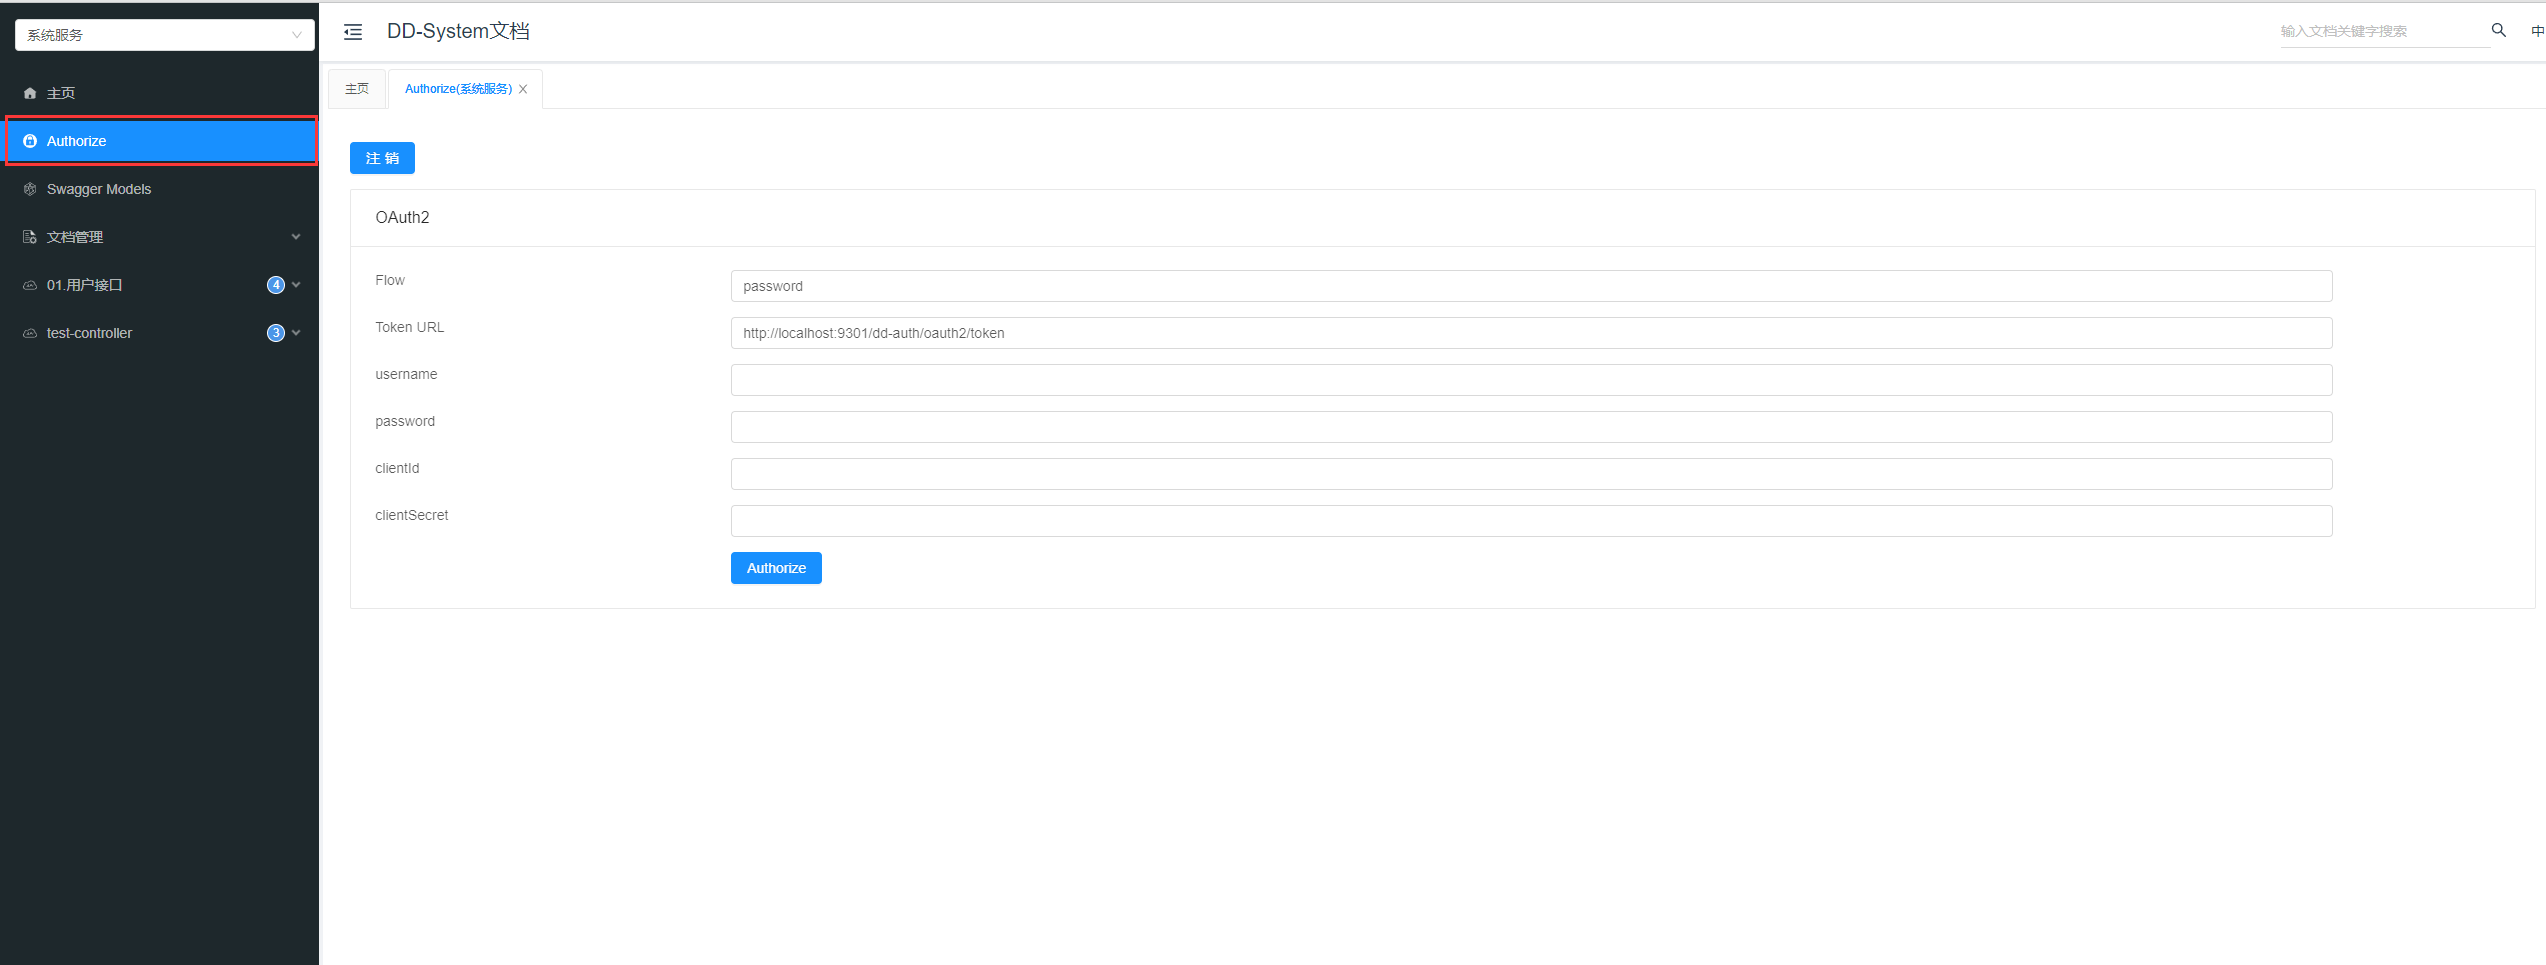 系统服务
主页
Authorize
Swagger Models
文档管理
01.用户接口 4
test-controller 3
DD-System文档
输入文档关键字搜索
中
主页
Authorize(系统服务)
注 销
OAuth2
Flow
password
Token URL
http://localhost:9301/dd-auth/oauth2/token
username
password
clientId
clientSecret
Authorize